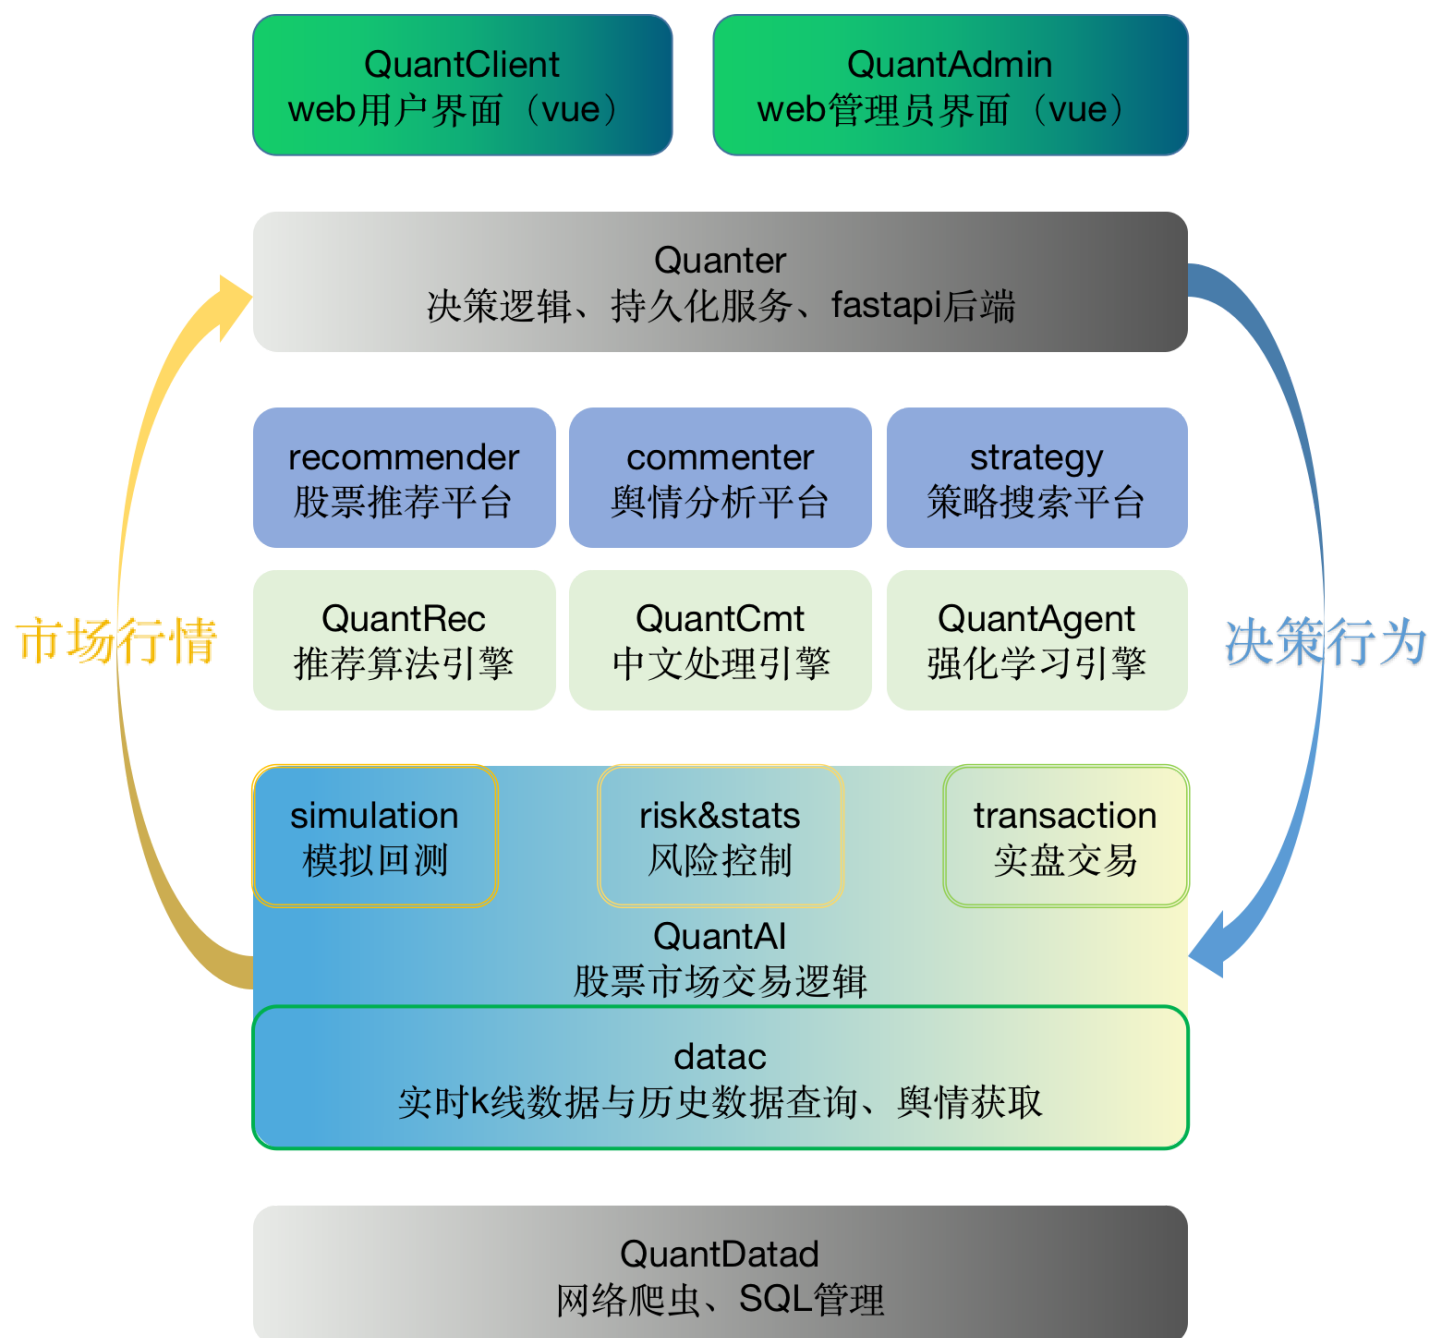 QuantClient
web用户界面（vue）
QuantAdmin
web管理员界面（vue）
Quanter
决策逻辑、持久化服务、fastapi后端
recommender
股票推荐平台
commenter
舆情分析平台
strategy
策略搜索平台
市场行情
QuantRec
推荐算法引擎
QuantCmt
中文处理引擎
QuantAgent
强化学习引擎
决策行为
simulation
模拟回测
risk&stats
风险控制
transaction
实盘交易
QuantAI
股票市场交易逻辑
datac
实时k线数据与历史数据查询、舆情获取
QuantDatad
网络爬虫、SQL管理